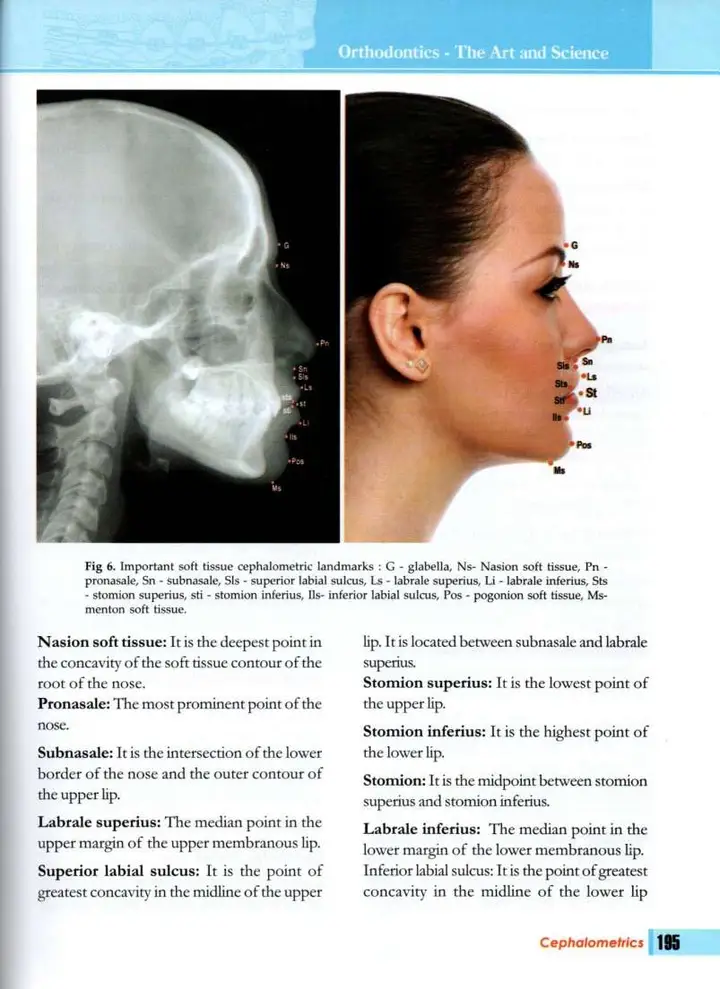 Orthodontics - The Art and Science
G
Ns
Pn
Sn
Sls
Ls
sts
st
sti
Li
Ils
Pos
Ms
G
Ns
Pn
Sls
Sn
Ls
Sts
St
Sti
Li
Ils
Pos
Ms
Fig 6. Important soft tissue cephalometric landmarks : G - glabella, Ns- Nasion soft tissue, Pn -
pronasale, Sn - subnasale, Sls - superior labial sulcus, Ls - labrale superius, Li - labrale inferius, Sts
- stomion superius, sti - stomion inferius, Ils- inferior labial sulcus, Pos - pogonion soft tissue, Ms-
menton soft tissue.
Nasion soft tissue: It is the deepest point in
the concavity of the soft tissue contour of the
root of the nose.
Pronasale: The most prominent point of the
nose.
Subnasale: It is the intersection of the lower
border of the nose and the outer contour of
the upper lip.
Labrale superius: The median point in the
upper margin of the upper membranous lip.
Superior labial sulcus: It is the point of
greatest concavity in the midline of the upper
lip. It is located between subnasale and labrale
superius.
Stomion superius: It is the lowest point of
the upper lip.
Stomion inferius: It is the highest point of
the lower lip.
Stomion: It is the midpoint between stomion
superius and stomion inferius.
Labrale inferius: The median point in the
lower margin of the lower membranous lip.
Inferior labial sulcus: It is the point of greatest
concavity in the midline of the lower lip
Cephalometrics 195